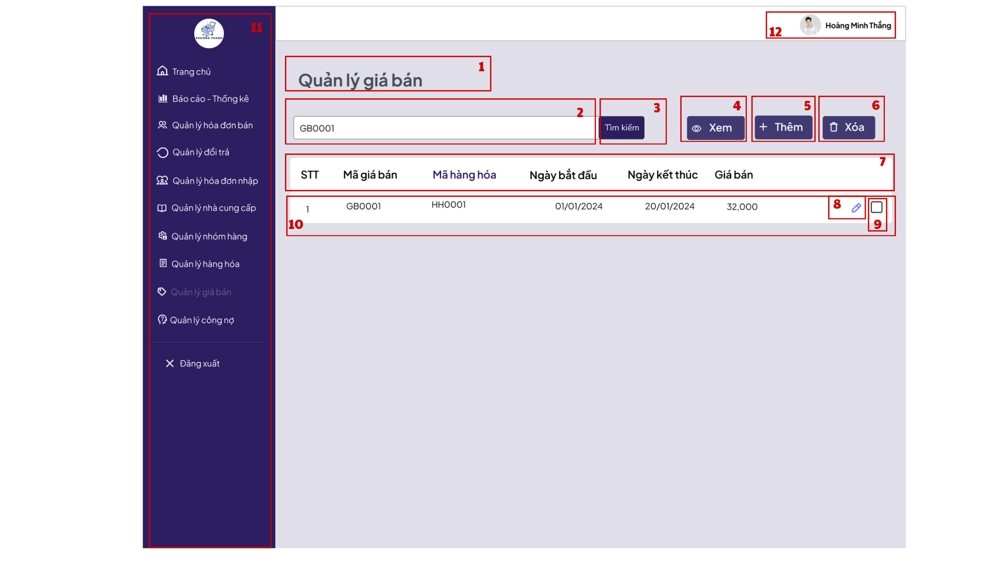 PHƯƠNG THANH
11
Trang chủ
Báo cáo - Thống kê
Quản lý hóa đơn bán
Quản lý đổi trả
Quản lý hóa đơn nhập
Quản lý nhà cung cấp
Quản lý nhóm hàng
Quản lý hàng hóa
Quản lý giá bán
Quản lý công nợ
Đăng xuất
12 Hoàng Minh Thắng
Quản lý giá bán 1
GB0001 2
Tìm kiếm 3
Xem 4
Thêm 5
Xóa 6
STT Mã giá bán Mã hàng hóa Ngày bắt đầu Ngày kết thúc Giá bán 7
1 GB0001 HH0001 01/01/2024 20/01/2024 32,000 8
10 9